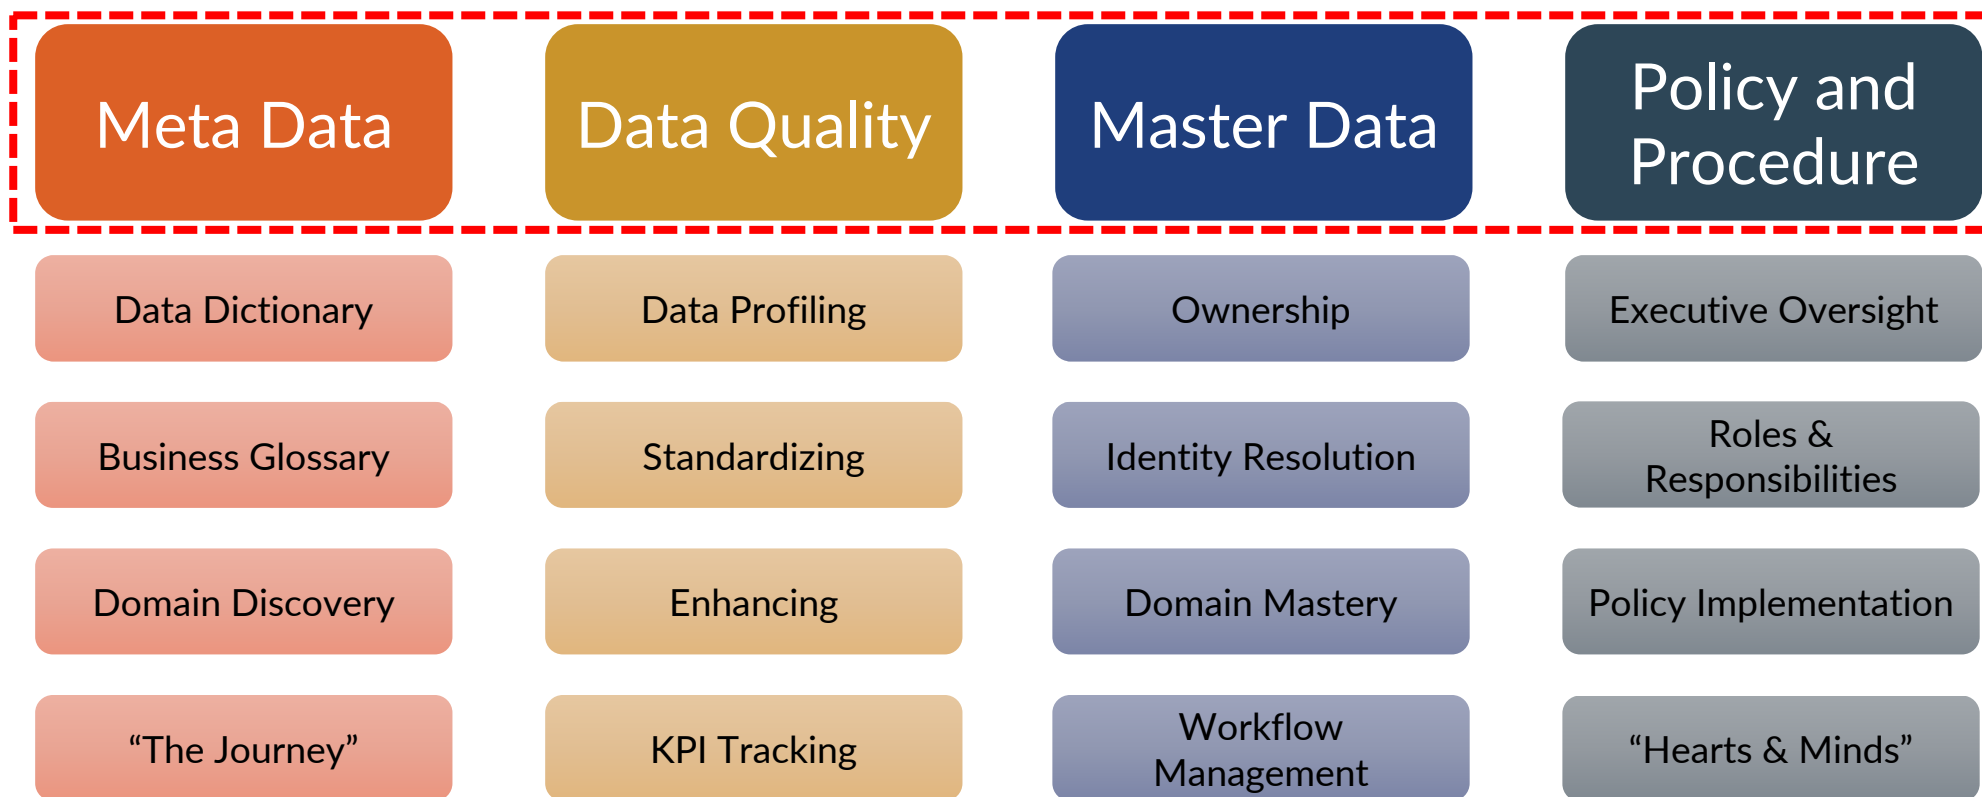 Meta Data
Data Quality
Master Data
Policy and
Procedure
Data Dictionary
Data Profiling
Ownership
Executive Oversight
Business Glossary
Standardizing
Identity Resolution
Roles &
Responsibilities
Domain Discovery
Enhancing
Domain Mastery
Policy Implementation
“The Journey”
KPI Tracking
Workflow
Management
“Hearts & Minds”